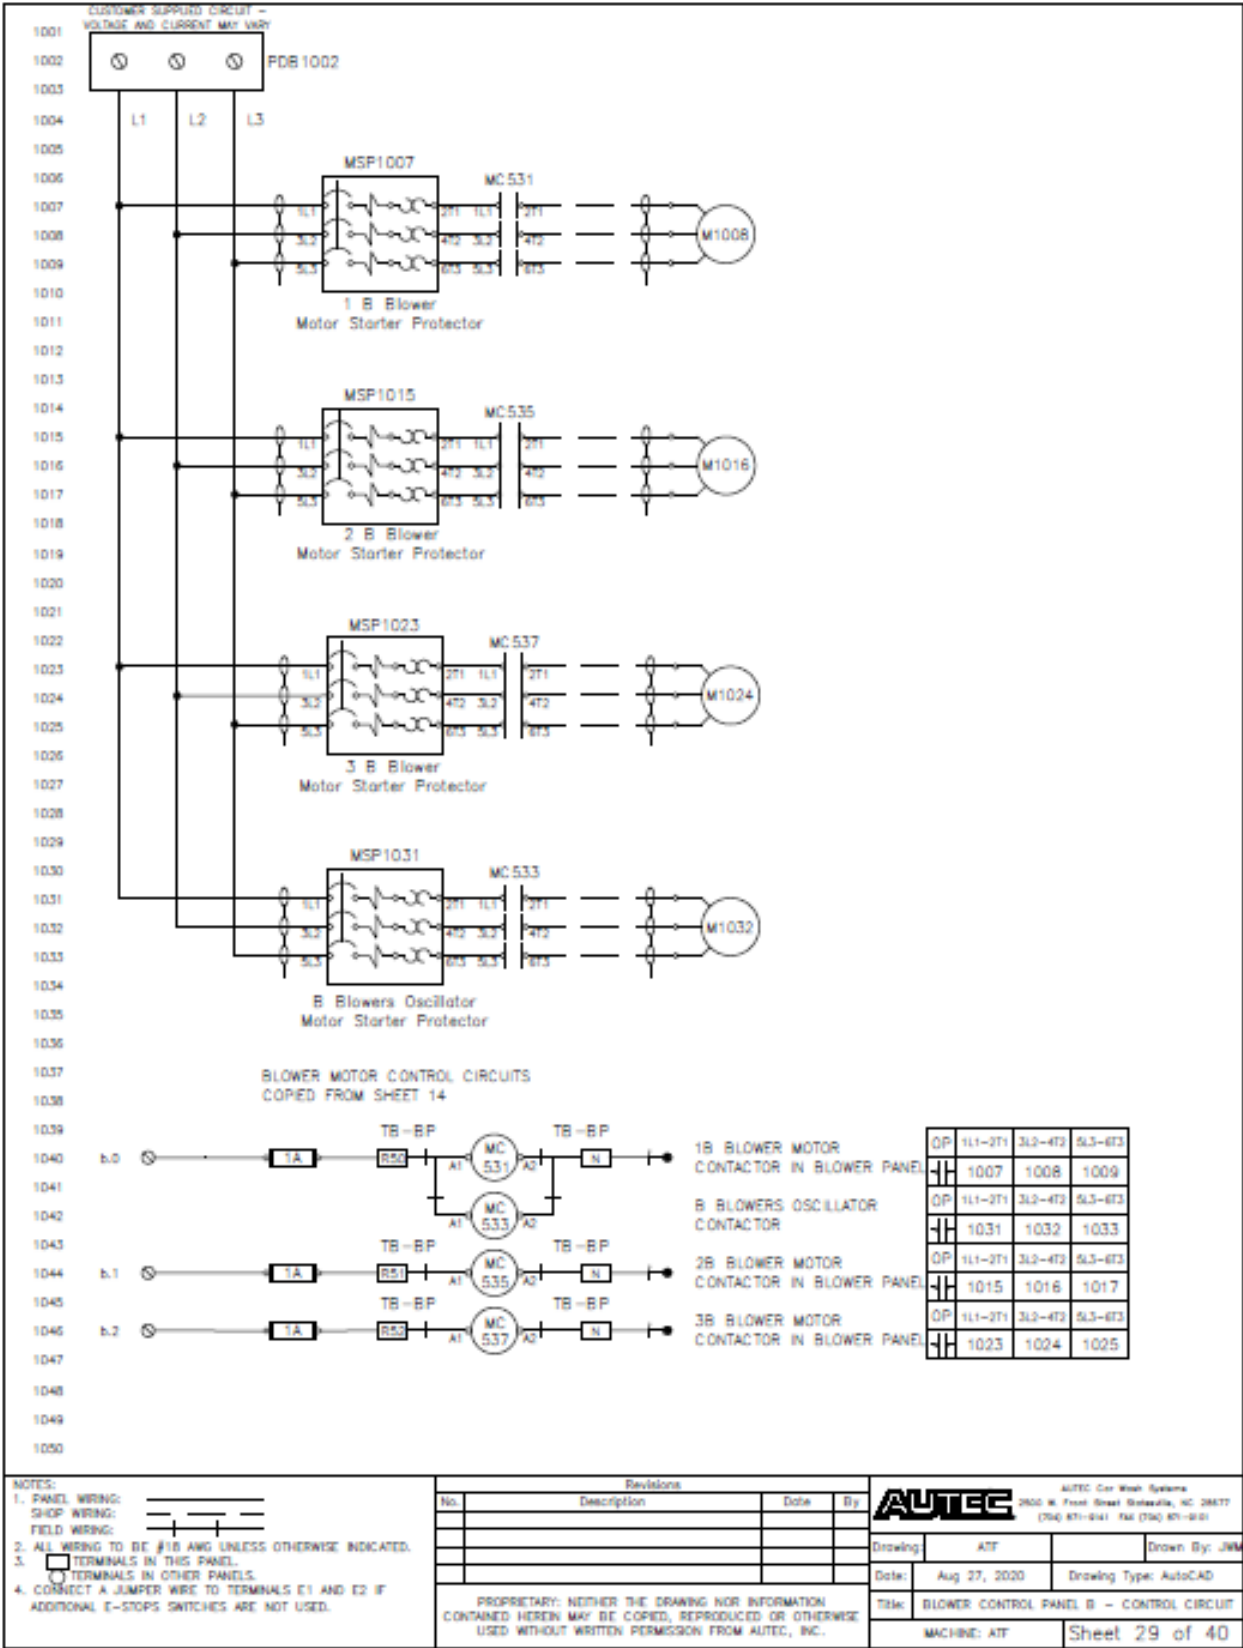 CUSTOMER SUPPLIED CIRCUIT -
VOLTAGE AND CURRENT MAY VARY
1001
1002 PDB1002
1003
1004 L1 L2 L3
1005
MSP1007
1006 MC531
1007 1L1 2T1 1L1 2T1
1008 3L2 4T2 3L2 4T2 M1008
1009 5L3 6T3 5L3 6T3
1010 1 B Blower
1011 Motor Starter Protector
1012
1013
MSP1015
1014 MC535
1015 1L1 2T1 1L1 2T1
1016 3L2 4T2 3L2 4T2 M1016
1017 5L3 6T3 5L3 6T3
1018 2 B Blower
1019 Motor Starter Protector
1020
1021
MSP1023
1022 MC537
1023 1L1 2T1 1L1 2T1
1024 3L2 4T2 3L2 4T2 M1024
1025 5L3 6T3 5L3 6T3
1026 3 B Blower
1027 Motor Starter Protector
1028
1029
MSP1031
1030 MC533
1031 1L1 2T1 1L1 2T1
1032 3L2 4T2 3L2 4T2 M1032
1033 5L3 6T3 5L3 6T3
1034 B Blowers Oscillator
1035 Motor Starter Protector
1036
1037 BLOWER MOTOR CONTROL CIRCUITS
1038 COPIED FROM SHEET 14
1039 TB-BP TB-BP 1B BLOWER MOTOR OP 1L1-2T1 3L2-4T2 5L3-6T3
1040 b.0 1A R50 A1 MC 531 A2 N CONTACTOR IN BLOWER PANEL 1007 1008 1009
1041 B BLOWERS OSCILLATOR OP 1L1-2T1 3L2-4T2 5L3-6T3
1042 A1 MC 533 A2 CONTACTOR 1031 1032 1033
1043 TB-BP TB-BP 2B BLOWER MOTOR OP 1L1-2T1 3L2-4T2 5L3-6T3
1044 b.1 1A R51 A1 MC 535 A2 N CONTACTOR IN BLOWER PANEL 1015 1016 1017
1045 TB-BP TB-BP 3B BLOWER MOTOR OP 1L1-2T1 3L2-4T2 5L3-6T3
1046 b.2 1A R52 A1 MC 537 A2 N CONTACTOR IN BLOWER PANEL 1023 1024 1025
1047
1048
1049
1050
NOTES:
1. PANEL WIRING:
SHOP WIRING:
FIELD WIRING:
2. ALL WIRING TO BE #18 AWG UNLESS OTHERWISE INDICATED.
3. TERMINALS IN THIS PANEL.
TERMINALS IN OTHER PANELS.
4. CONNECT A JUMPER WIRE TO TERMINALS E1 AND E2 IF
ADDITIONAL E-STOPS SWITCHES ARE NOT USED.
Revisions
No. Description Date By
PROPRIETARY: NEITHER THE DRAWING NOR INFORMATION
CONTAINED HEREIN MAY BE COPIED, REPRODUCED OR OTHERWISE
USED WITHOUT WRITTEN PERMISSION FROM AUTEC, INC.
AUTEC
AUTEC Car Wash Systems
2500 W. Front Street Statesville, NC 28677
(704) 871-9141 FAX (704) 871-9101
Drawing: ATF Drawn By: JWM
Date: Aug 27, 2020 Drawing Type: AutoCAD
Title: BLOWER CONTROL PANEL B - CONTROL CIRCUIT
MACHINE: ATF Sheet 29 of 40